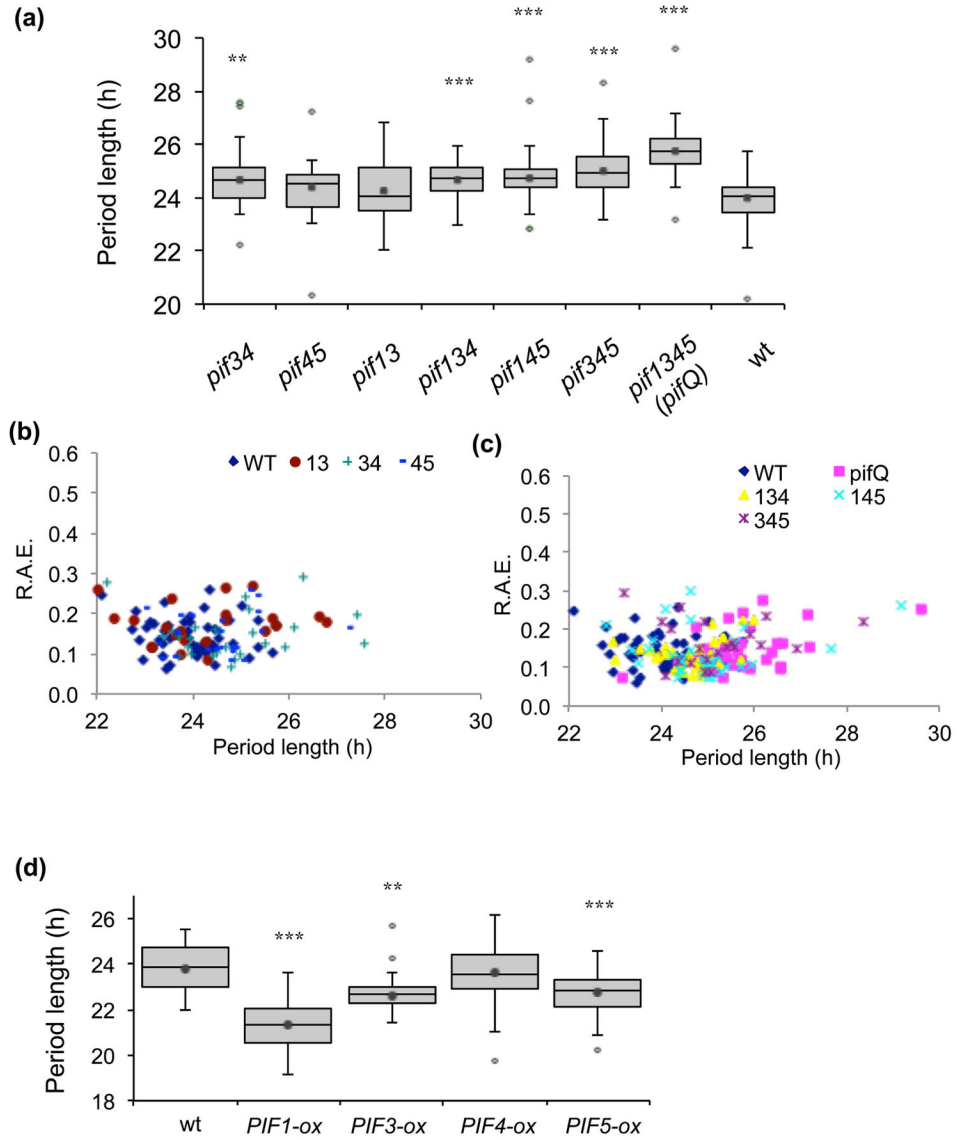 (a)
Period length (h)
30
28
26
24
22
20
**
***
***
***
***
pif34
pif45
pif13
pif134
pif145
pif345
pif1345
(pifQ)
wt
(b)
R.A.E.
0.6
0.5
0.4
0.3
0.2
0.1
0.0
WT 13 34 45
22 24 26 28 30
Period length (h)
(c)
R.A.E.
0.6
0.5
0.4
0.3
0.2
0.1
0.0
WT pifQ
134 145
345
22 24 26 28 30
Period length (h)
(d)
Period length (h)
26
24
22
20
18
***
**
***
wt PIF1-ox PIF3-ox PIF4-ox PIF5-ox